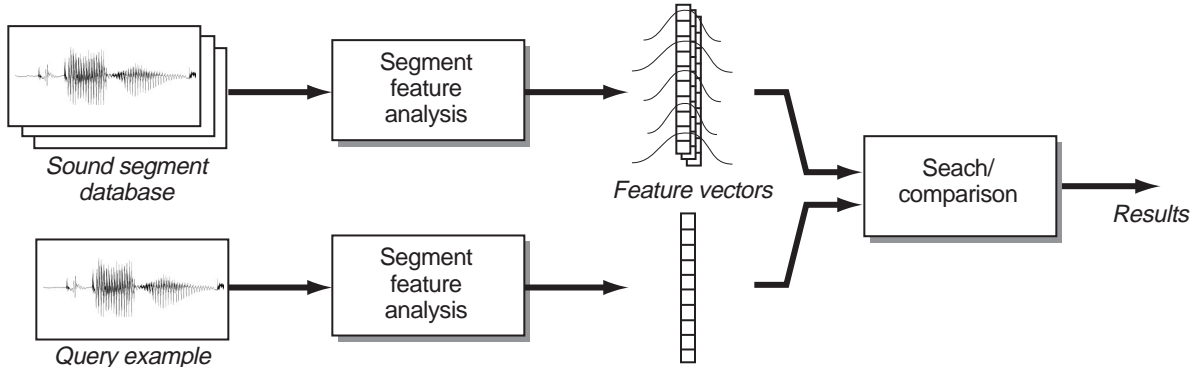 Segment
feature
analysis
Sound segment
database
Feature vectors
Seach/
comparison
Results
Segment
feature
analysis
Query example